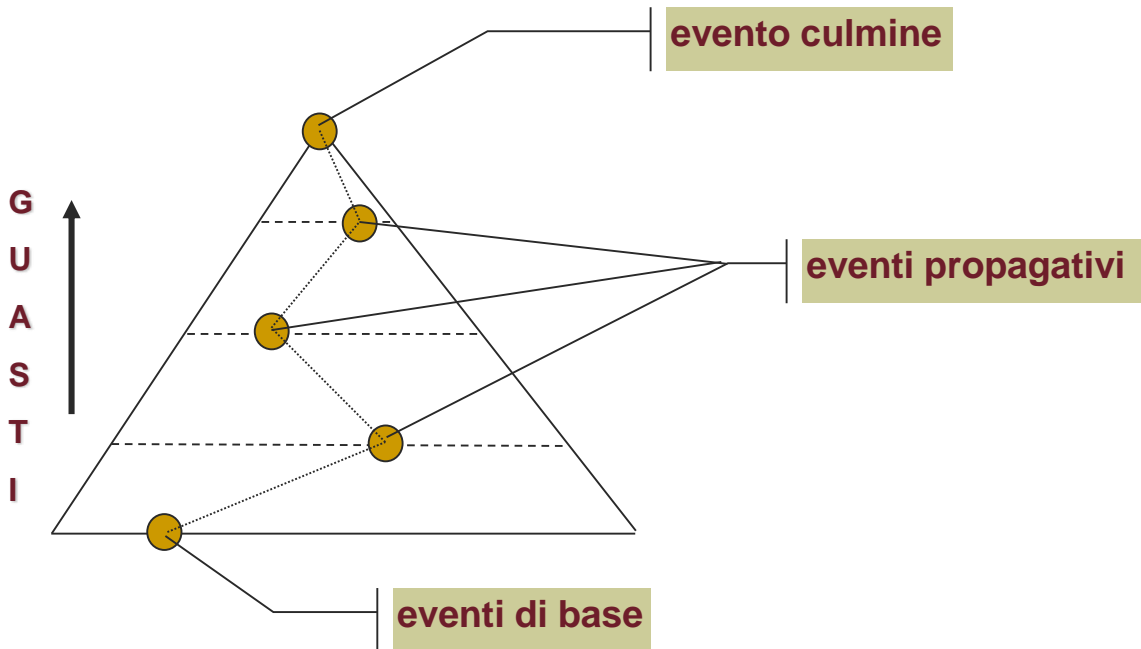 evento culmine
G
U
A
S
T
I
eventi propagativi
eventi di base